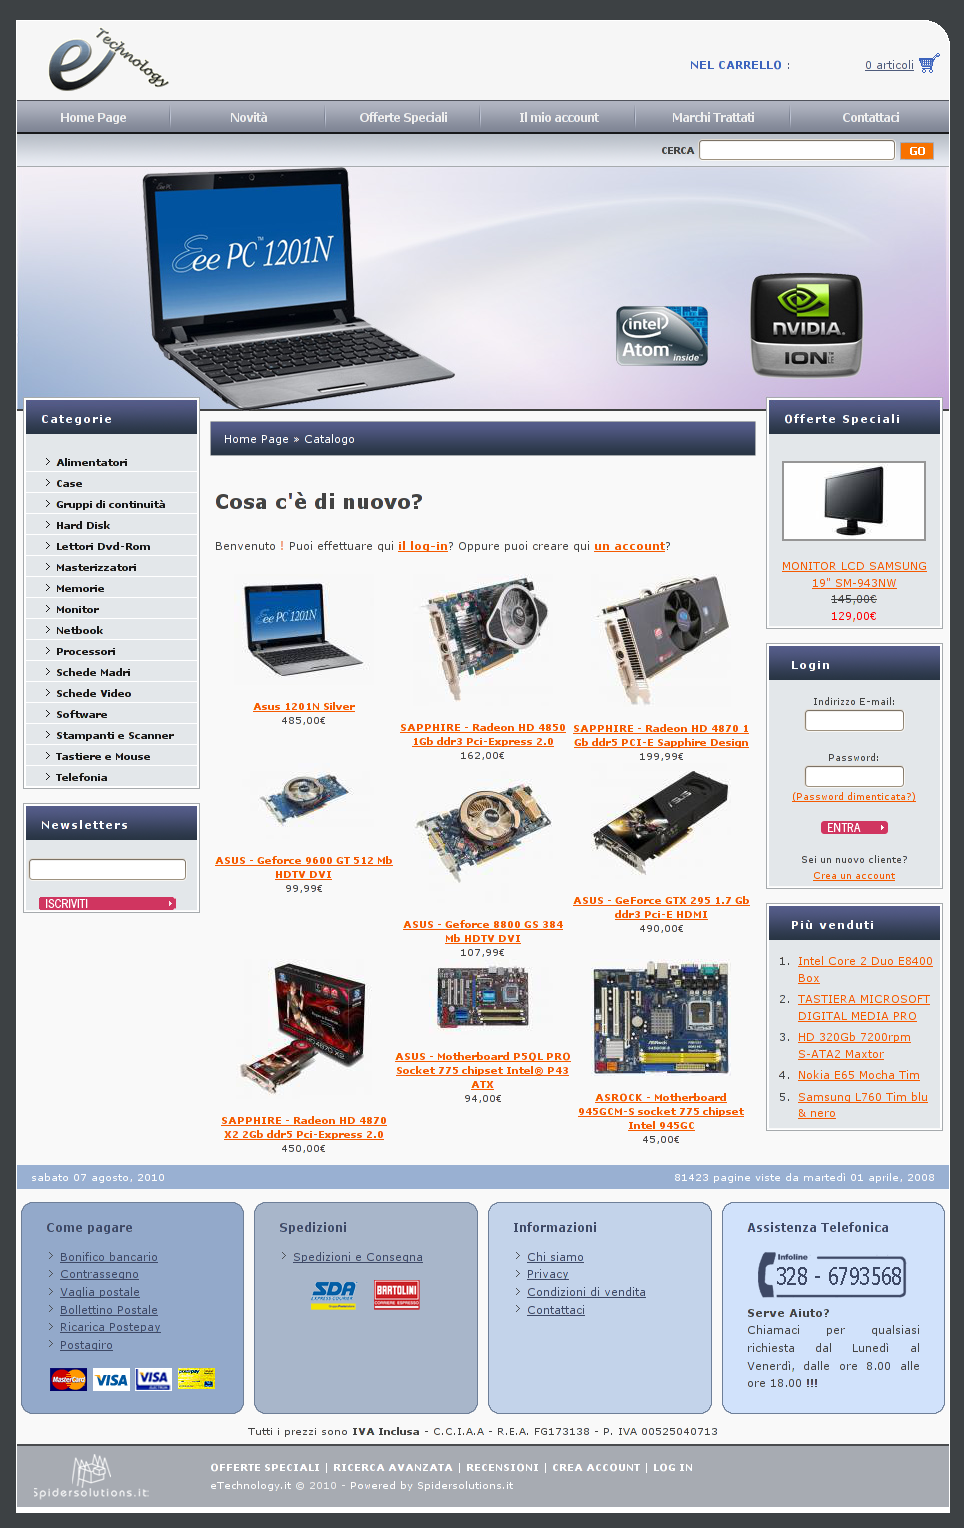 e Technology
NEL CARRELLO :
0 articoli
Home Page
Novità
Offerte Speciali
Il mio account
Marchi Trattati
Contattaci
CERCA
GO
Eee PC
Eee PC™ 1201N
intel
Atom
inside™
NVIDIA.
ION
LE
Categorie
Alimentatori
Case
Gruppi di continuità
Hard Disk
Lettori Dvd-Rom
Masterizzatori
Memorie
Monitor
Netbook
Processori
Schede Madri
Schede Video
Software
Stampanti e Scanner
Tastiere e Mouse
Telefonia
Newsletters
ISCRIVITI
Home Page » Catalogo
Cosa c'è di nuovo?
Benvenuto ! Puoi effettuare qui il log-in? Oppure puoi creare qui un account?
Eee PC 1201N
Asus 1201N Silver
485,00€
SAPPHIRE - Radeon HD 4850
1Gb ddr3 Pci-Express 2.0
162,00€
SAPPHIRE - Radeon HD 4870 1
Gb ddr5 PCI-E Sapphire Design
199,99€
ASUS - Geforce 9600 GT 512 Mb
HDTV DVI
99,99€
ASUS - Geforce 8800 GS 384
Mb HDTV DVI
107,99€
ASUS
ASUS - GeForce GTX 295 1.7 Gb
ddr3 Pci-E HDMI
490,00€
HD 4870 X2
SAPPHIRE - Radeon HD 4870
X2 2Gb ddr5 Pci-Express 2.0
450,00€
ASUS - Motherboard P5QL PRO
Socket 775 chipset Intel® P43
ATX
94,00€
ASROCK - Motherboard
945GCM-S socket 775 chipset
Intel 945GC
45,00€
Offerte Speciali
MONITOR LCD SAMSUNG
19" SM-943NW
145,00€
129,00€
Login
Indirizzo E-mail:
Password:
(Password dimenticata?)
ENTRA
Sei un nuovo cliente?
Crea un account
Più venduti
1. Intel Core 2 Duo E8400
Box
2. TASTIERA MICROSOFT
DIGITAL MEDIA PRO
3. HD 320Gb 7200rpm
S-ATA2 Maxtor
4. Nokia E65 Mocha Tim
5. Samsung L760 Tim blu
& nero
sabato 07 agosto, 2010
81423 pagine viste da martedì 01 aprile, 2008
Come pagare
Bonifico bancario
Contrassegno
Vaglia postale
Bollettino Postale
Ricarica Postepay
Postagiro
MasterCard
VISA
VISA
ELECTRON
postepay
Spedizioni
Spedizioni e Consegna
SDA
EXPRESS COURIER
BARTOLINI
CORRIERE ESPRESSO
Informazioni
Chi siamo
Privacy
Condizioni di vendita
Contattaci
Assistenza Telefonica
Infoline
328 - 6793568
Serve Aiuto?
Chiamaci per qualsiasi
richiesta dal Lunedì al
Venerdì, dalle ore 8.00 alle
ore 18.00 !!!
Tutti i prezzi sono IVA Inclusa - C.C.I.A.A - R.E.A. FG173138 - P. IVA 00525040713
Spidersolutions.it
OFFERTE SPECIALI | RICERCA AVANZATA | RECENSIONI | CREA ACCOUNT | LOG IN
eTechnology.it © 2010 - Powered by Spidersolutions.it